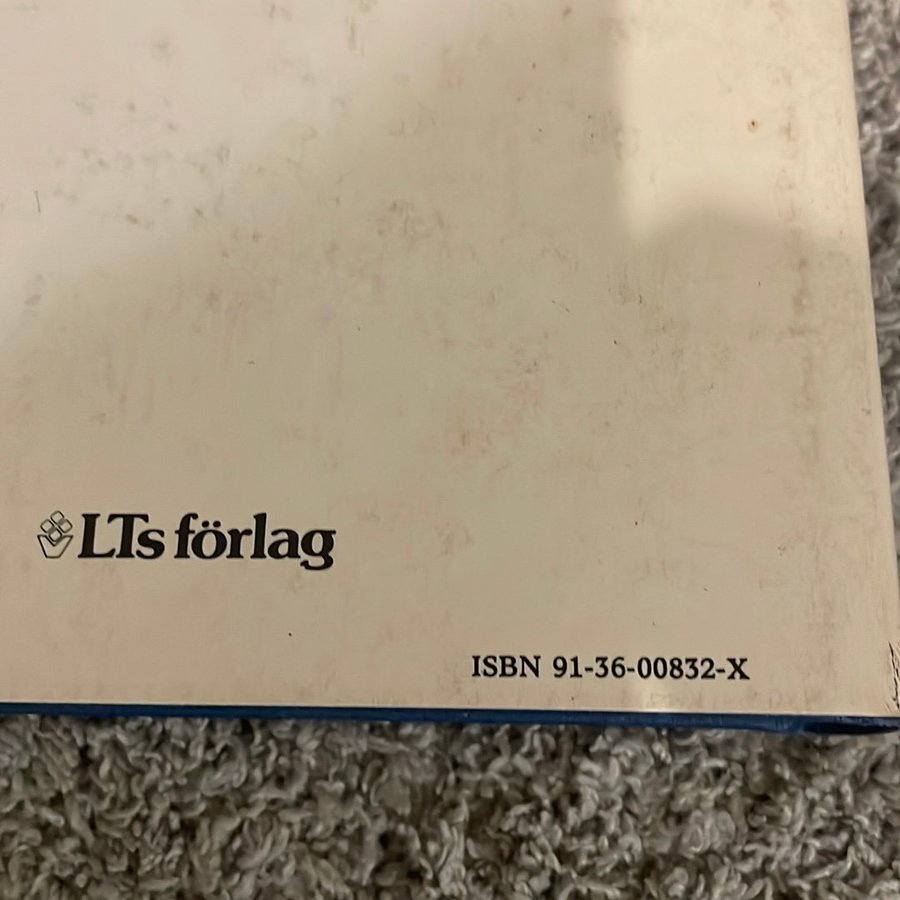 LTs förlag
ISBN 91-36-00832-X